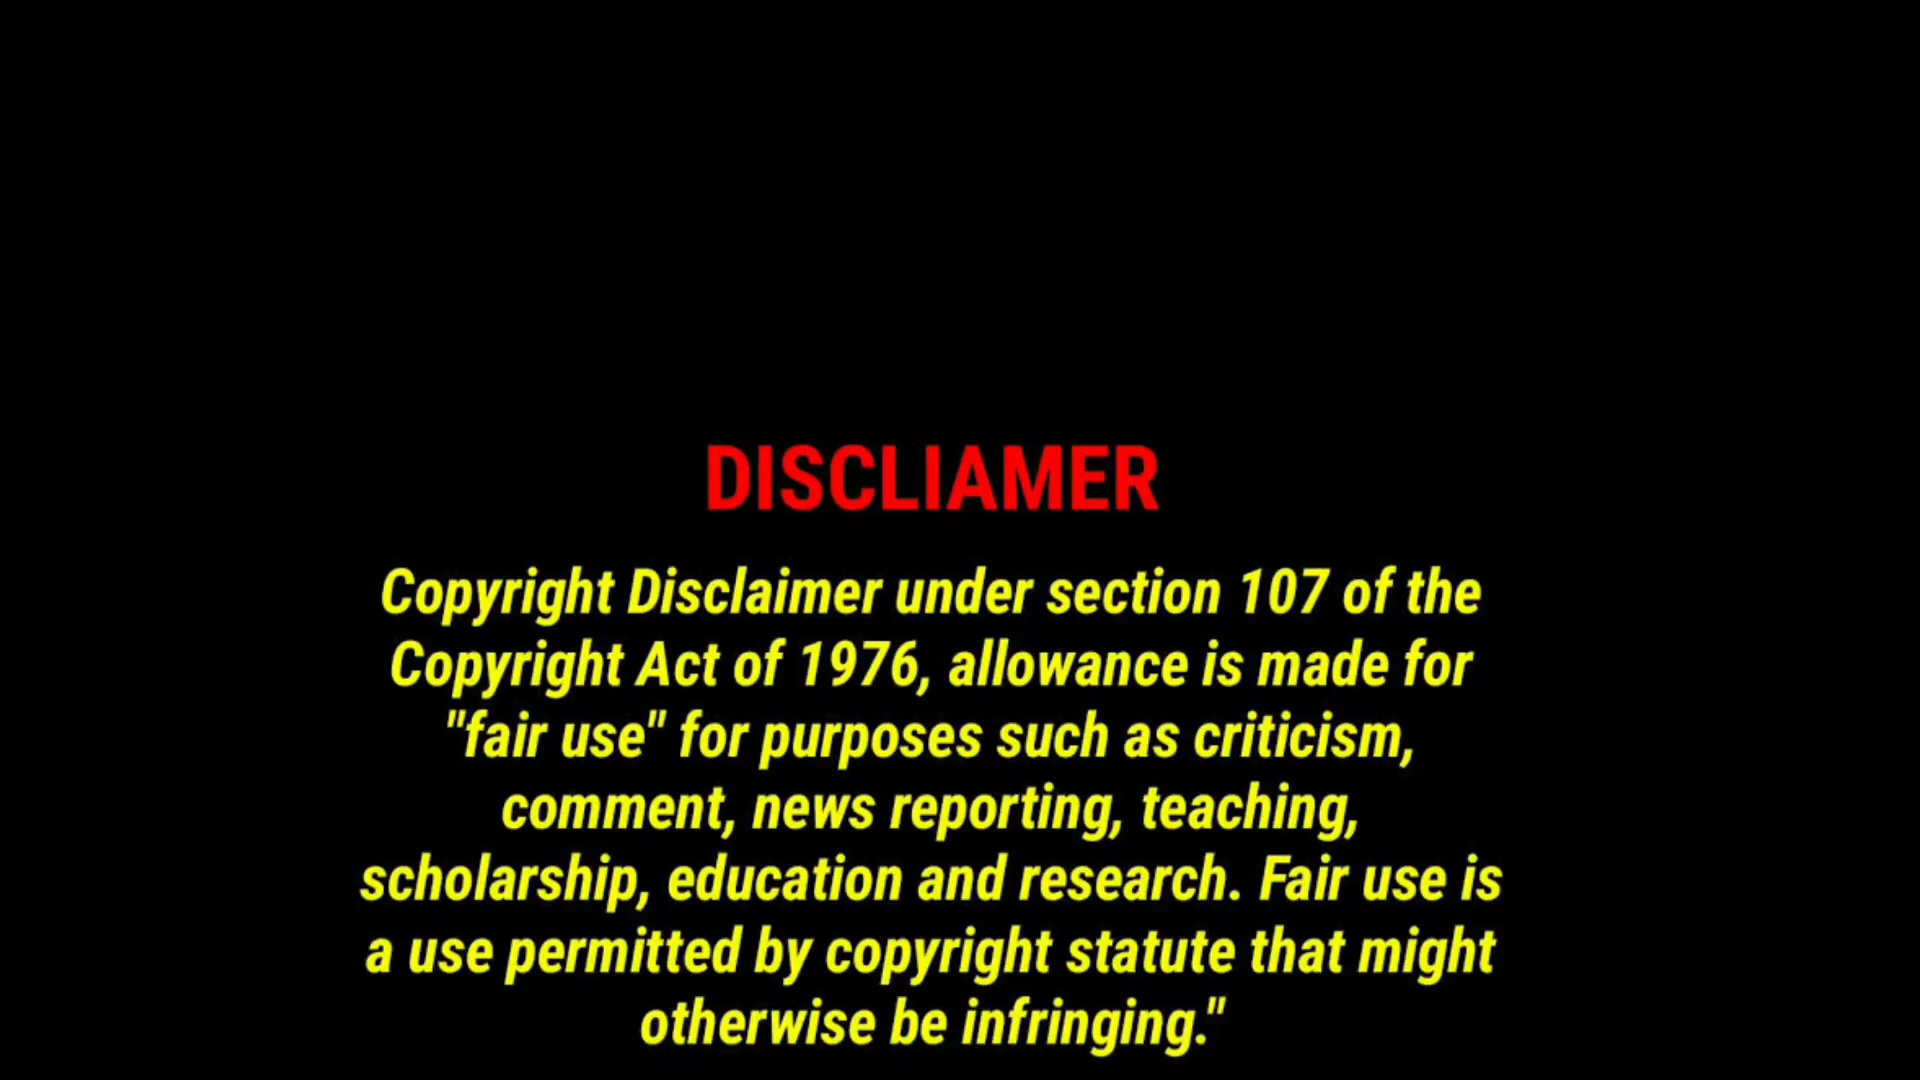 DISCLIAMER
Copyright Disclaimer under section 107 of the
Copyright Act of 1976, allowance is made for
"fair use" for purposes such as criticism,
comment, news reporting, teaching,
scholarship, education and research. Fair use is
a use permitted by copyright statute that might
otherwise be infringing."